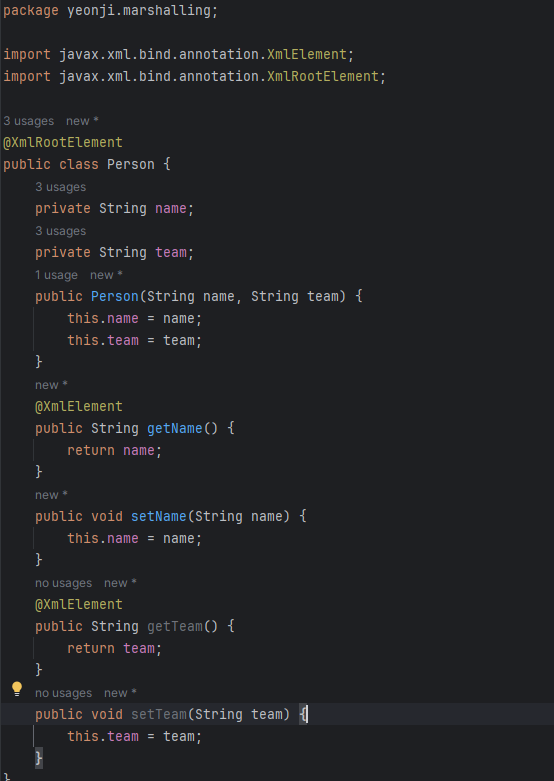 package yeonji.marshalling;
import javax.xml.bind.annotation.XmlElement;
import javax.xml.bind.annotation.XmlRootElement;
3 usages new *
@XmlRootElement
public class Person {
3 usages
private String name;
3 usages
private String team;
1 usage new *
public Person(String name, String team) {
this.name = name;
this.team = team;
}
new *
@XmlElement
public String getName() {
return name;
}
new *
public void setName(String name) {
this.name = name;
}
no usages new *
@XmlElement
public String getTeam() {
return team;
}
no usages new *
public void setTeam(String team) {
this.team = team;
}
}